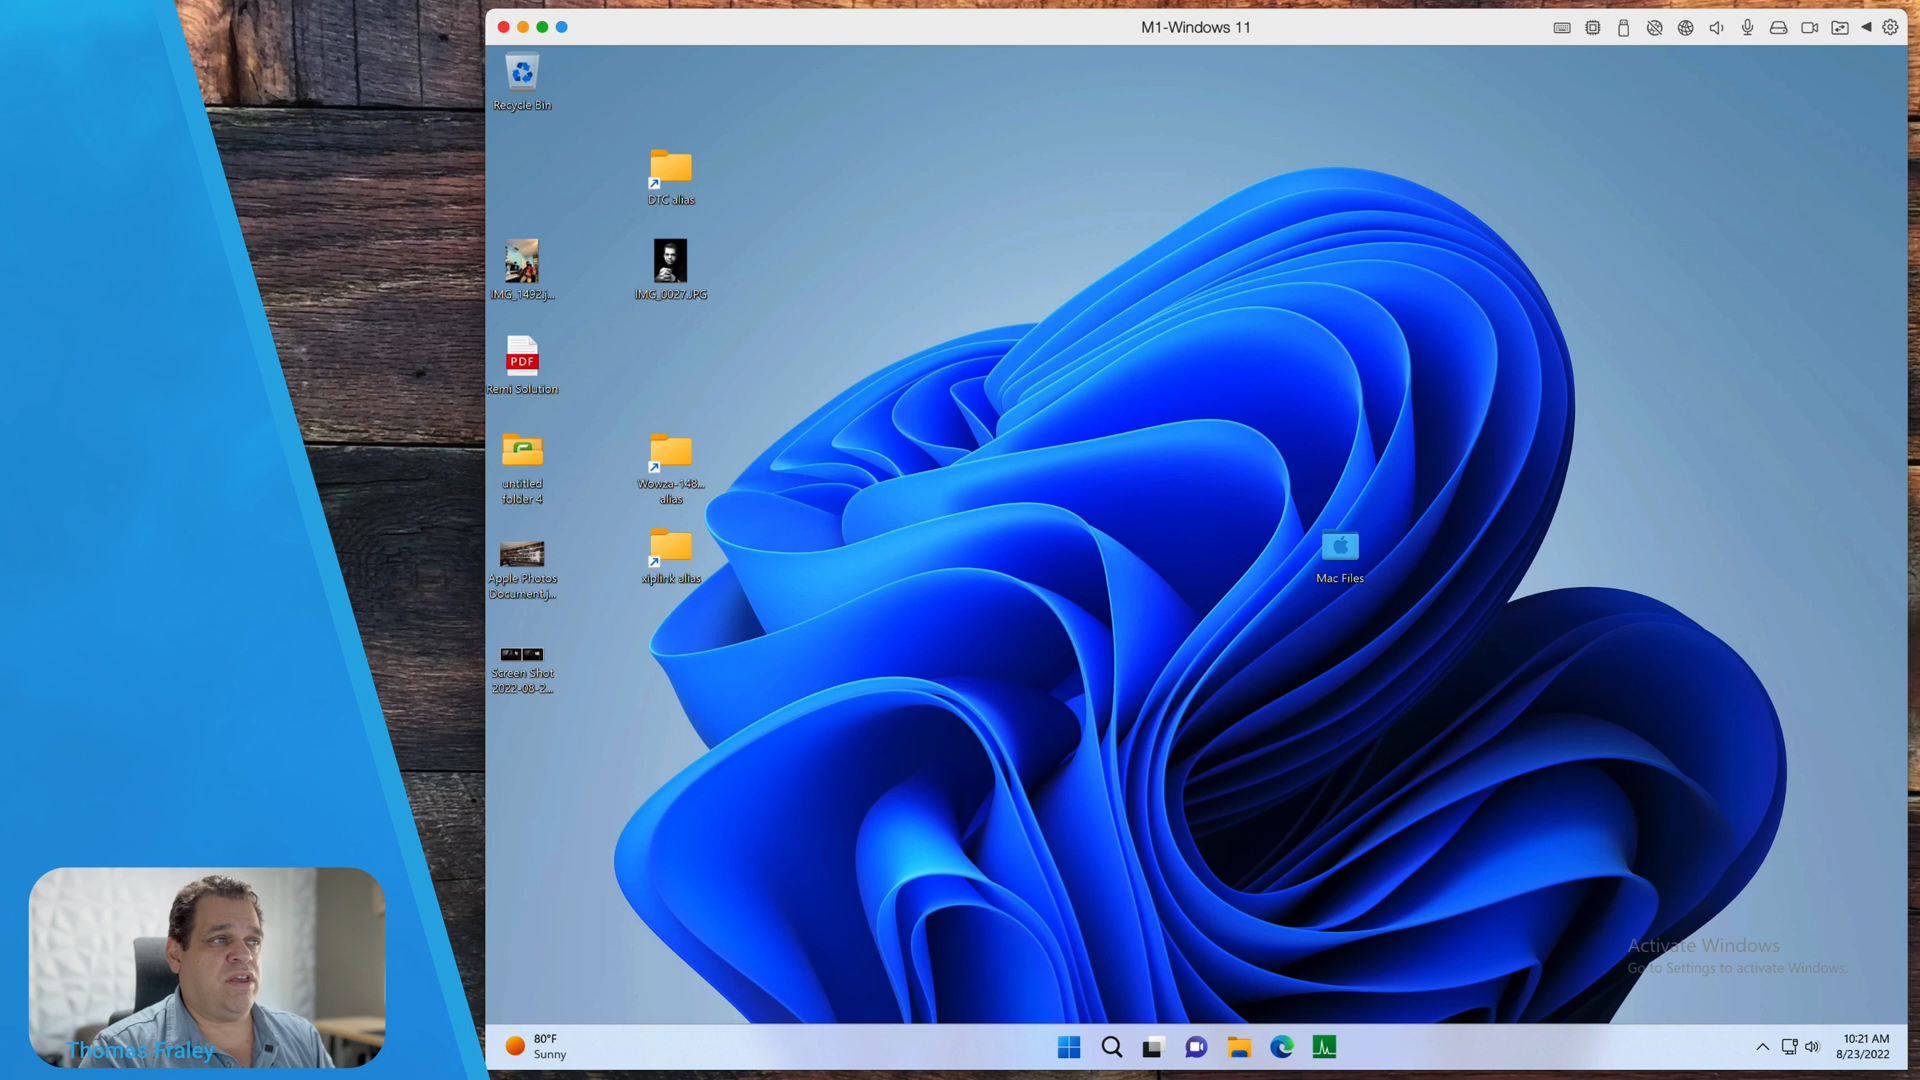 M1-Windows 11
Recycle Bin
DTC alias
IMG_1492.j...
IMG_0027.JPG
PDF
Remi Solution
untitled
folder 4
Wowza-148...
alias
Apple Photos
Document.j...
xiplink alias
Mac Files
Screen Shot
2022-08-2...
Activate Windows
Go to Settings to activate Windows.
Thomas Fraley
80°F
Sunny
10:21 AM
8/23/2022